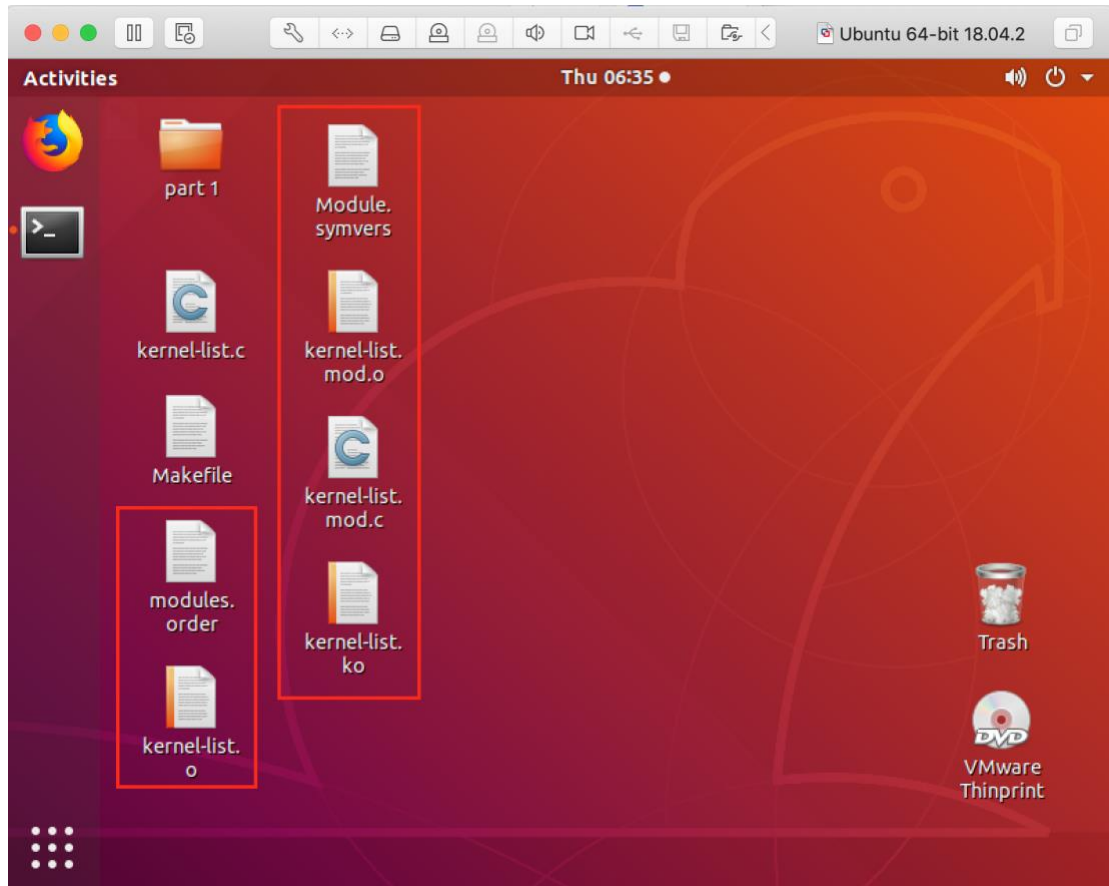 Ubuntu 64-bit 18.04.2
Activities
Thu 06:35
part 1
kernel-list.c
Makefile
modules.
order
kernel-list.
o
Module.
symvers
kernel-list.
mod.o
kernel-list.
mod.c
kernel-list.
ko
Trash
DVD
VMware
Thinprint